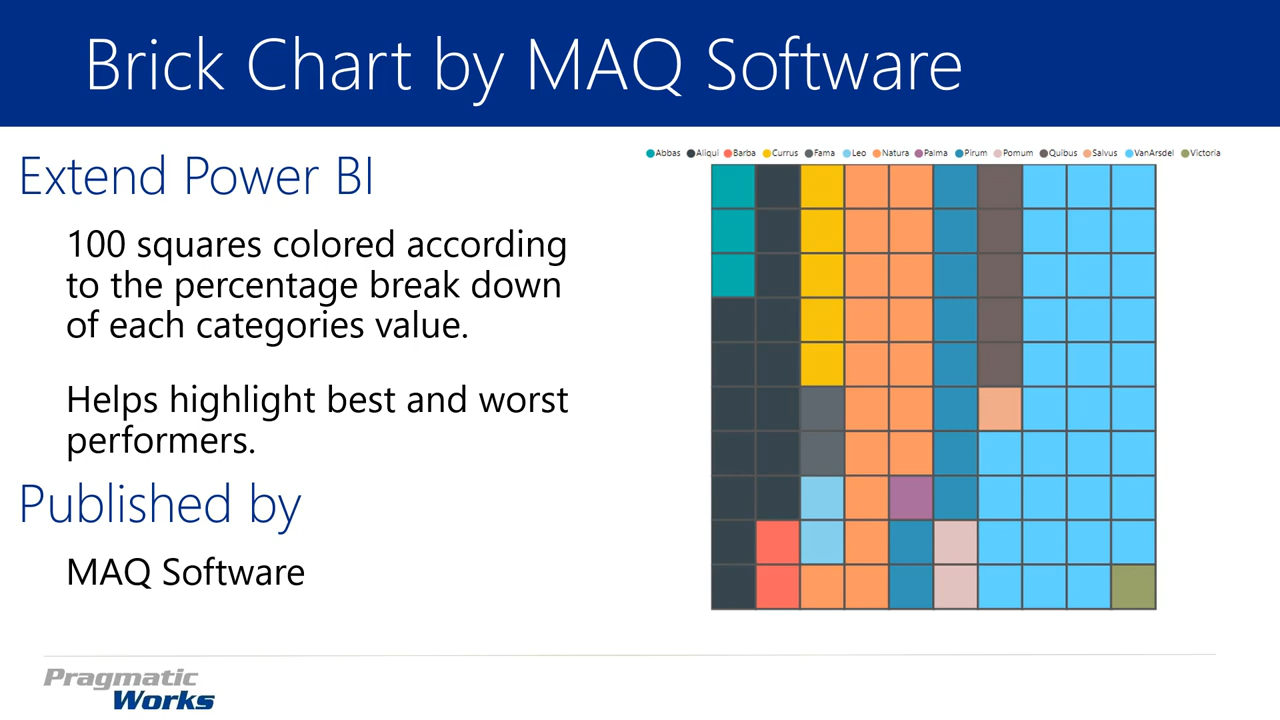 Brick Chart by MAQ Software
Extend Power BI
100 squares colored according
to the percentage break down
of each categories value.
Helps highlight best and worst
performers.
Published by
MAQ Software
Abbas Aliqui Barba Currus Fama Leo Natura Palma Pirum Pomum Quibus Salvus VanArsdel Victoria
Pragmatic
Works